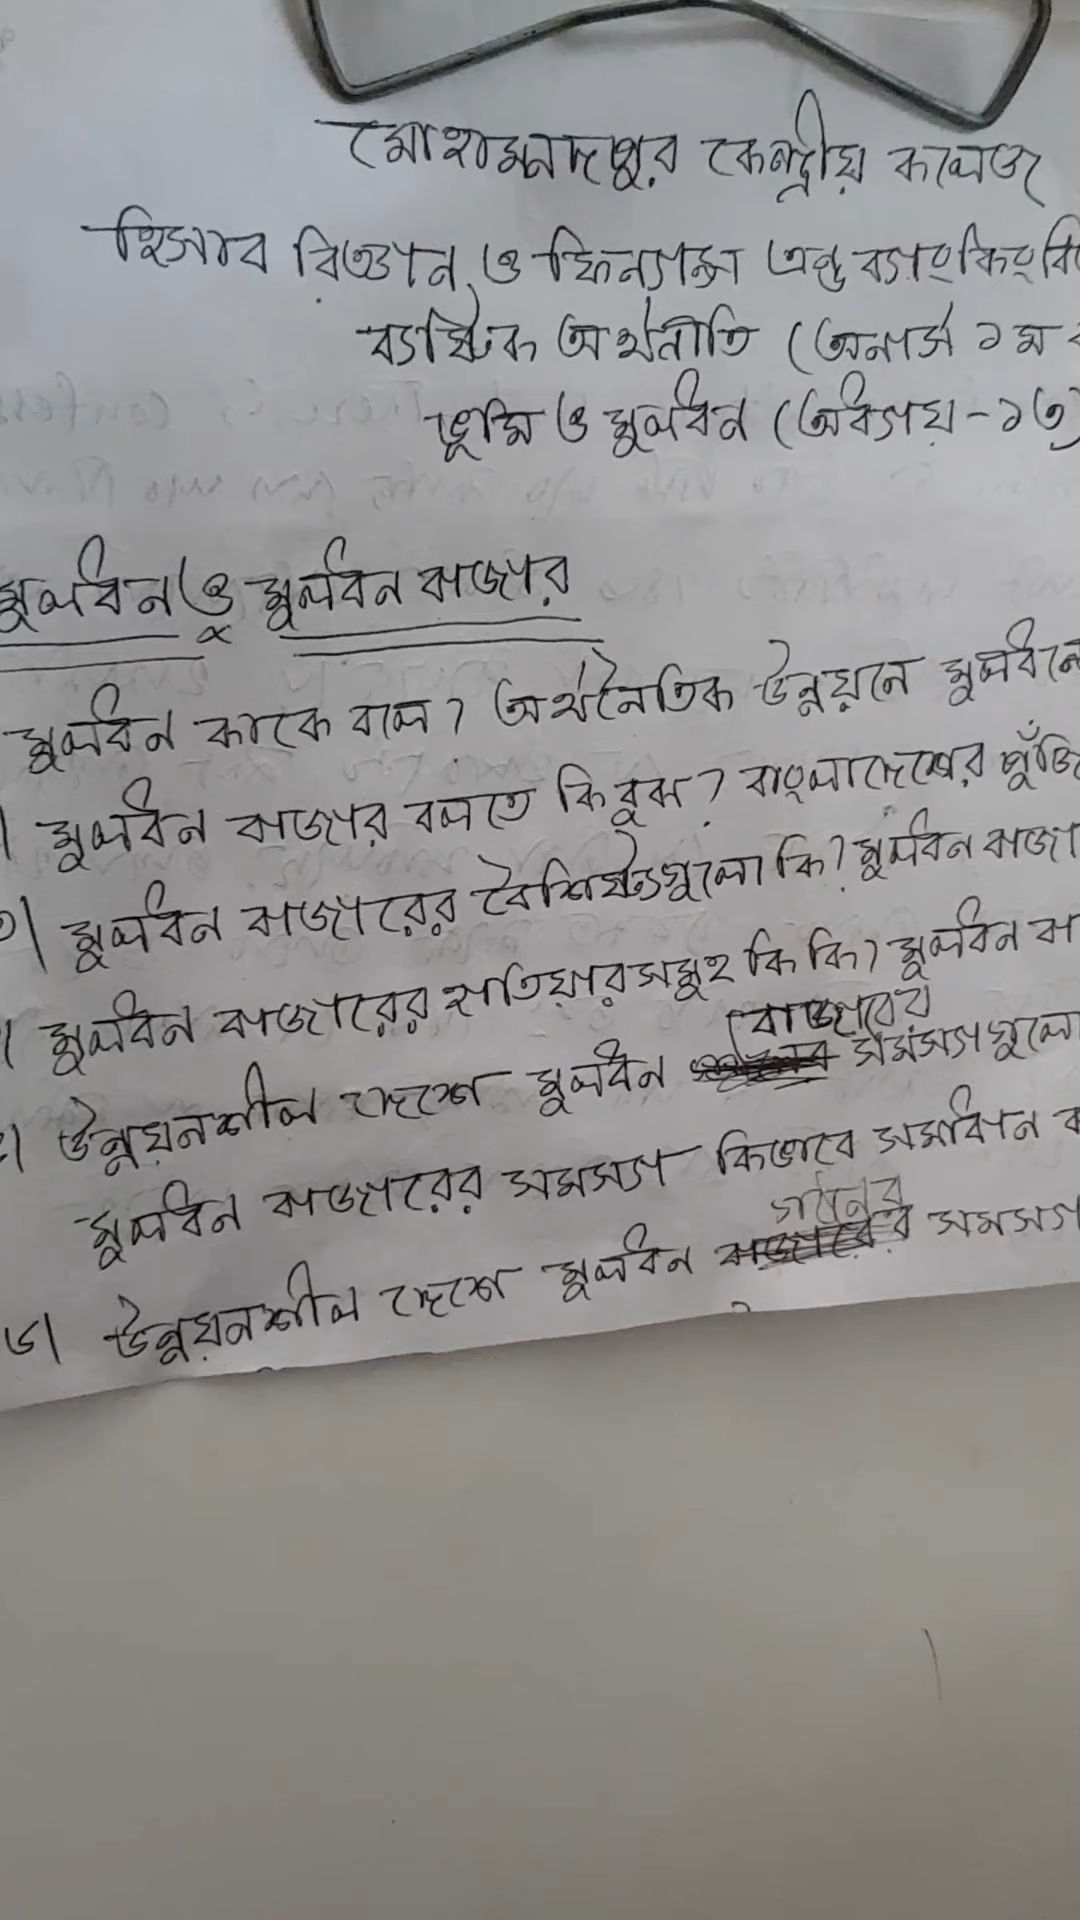 মোহাম্মদপুর কেন্দ্রীয় কলেজ
হিসাব বিজ্ঞান ও ফিন্যান্স এন্ড ব্যাংকিং
ব্যাষ্টিক অর্থনীতি (অনার্স ১ম
ভূমি ও মুলধন (অধ্যায়-১৩)
মুলধন ও মুলধন বাজার
মুলধন কাকে বলে? অর্থনৈতিক উন্নয়নে মুলধনে
মুলধন বাজার বলতে কি বুঝ? বাংলাদেশের পুঁজি
৩। মুলধন বাজারের বৈশিষ্ট্যগুলো কি? মুলধন বাজা
মুলধন বাজারের হাতিয়ারসমুহ কি কি? মুলধন বা
উন্নয়নশীল দেশে মুলধন বাজারের সমস্যাগুলো
মুলধন বাজারের সমস্যা কিভাবে সমাধান ক
৬। উন্নয়নশীল দেশে মুলধন গঠনের সমস্যা